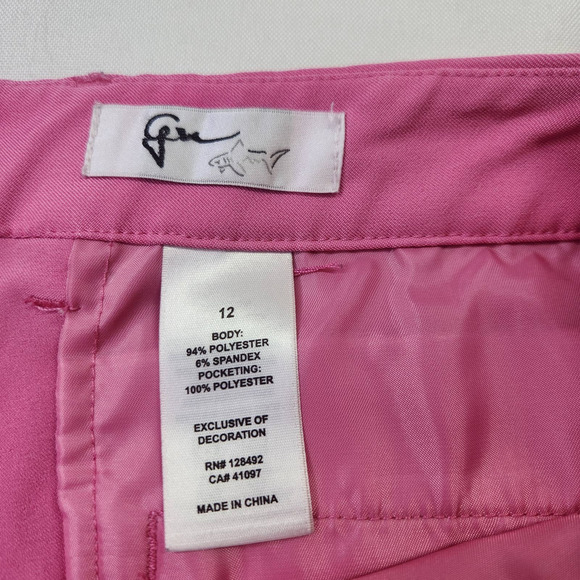 12
BODY:
94% POLYESTER
6% SPANDEX
POCKETING:
100% POLYESTER
EXCLUSIVE OF
DECORATION
RN# 128492
CA# 41097
MADE IN CHINA